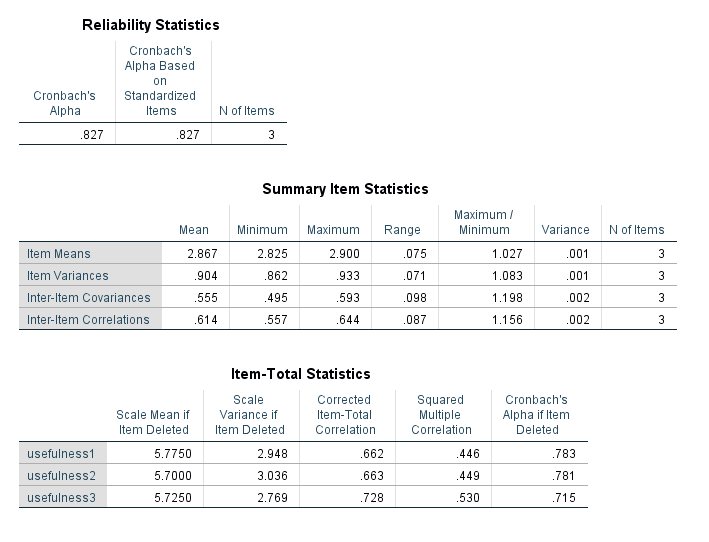 Reliability Statistics
Cronbach's Alpha Cronbach's Alpha Based on Standardized Items N of Items
.827 .827 3
Summary Item Statistics
Mean Minimum Maximum Range Maximum / Minimum Variance N of Items
Item Means 2.867 2.825 2.900 .075 1.027 .001 3
Item Variances .904 .862 .933 .071 1.083 .001 3
Inter-Item Covariances .555 .495 .593 .098 1.198 .002 3
Inter-Item Correlations .614 .557 .644 .087 1.156 .002 3
Item-Total Statistics
Scale Mean if Item Deleted Scale Variance if Item Deleted Corrected Item-Total Correlation Squared Multiple Correlation Cronbach's Alpha if Item Deleted
usefulness1 5.7750 2.948 .662 .446 .783
usefulness2 5.7000 3.036 .663 .449 .781
usefulness3 5.7250 2.769 .728 .530 .715